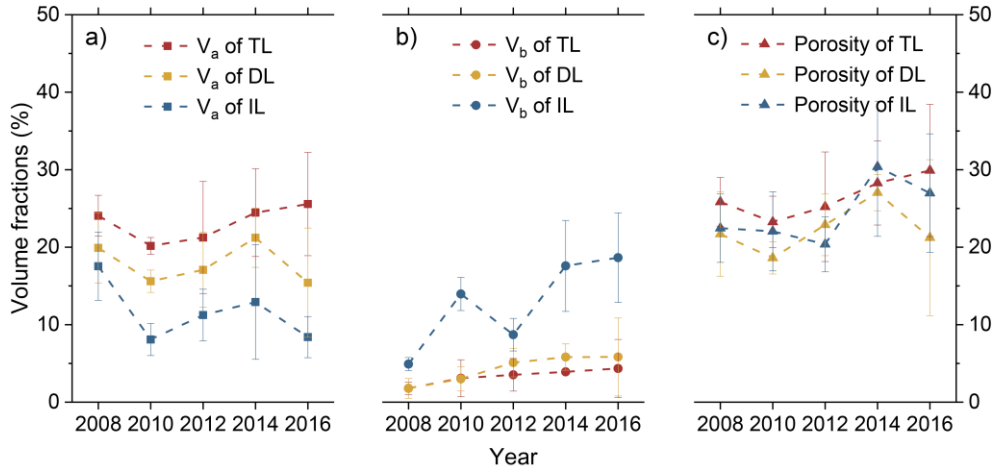 50
40
30
20
10
0
Volume fractions (%)
a)
Va of TL
Va of DL
Va of IL
2008 2010 2012 2014 2016
b)
Vb of TL
Vb of DL
Vb of IL
2008 2010 2012 2014 2016
Year
c)
Porosity of TL
Porosity of DL
Porosity of IL
2008 2010 2012 2014 2016
50
40
30
20
10
0